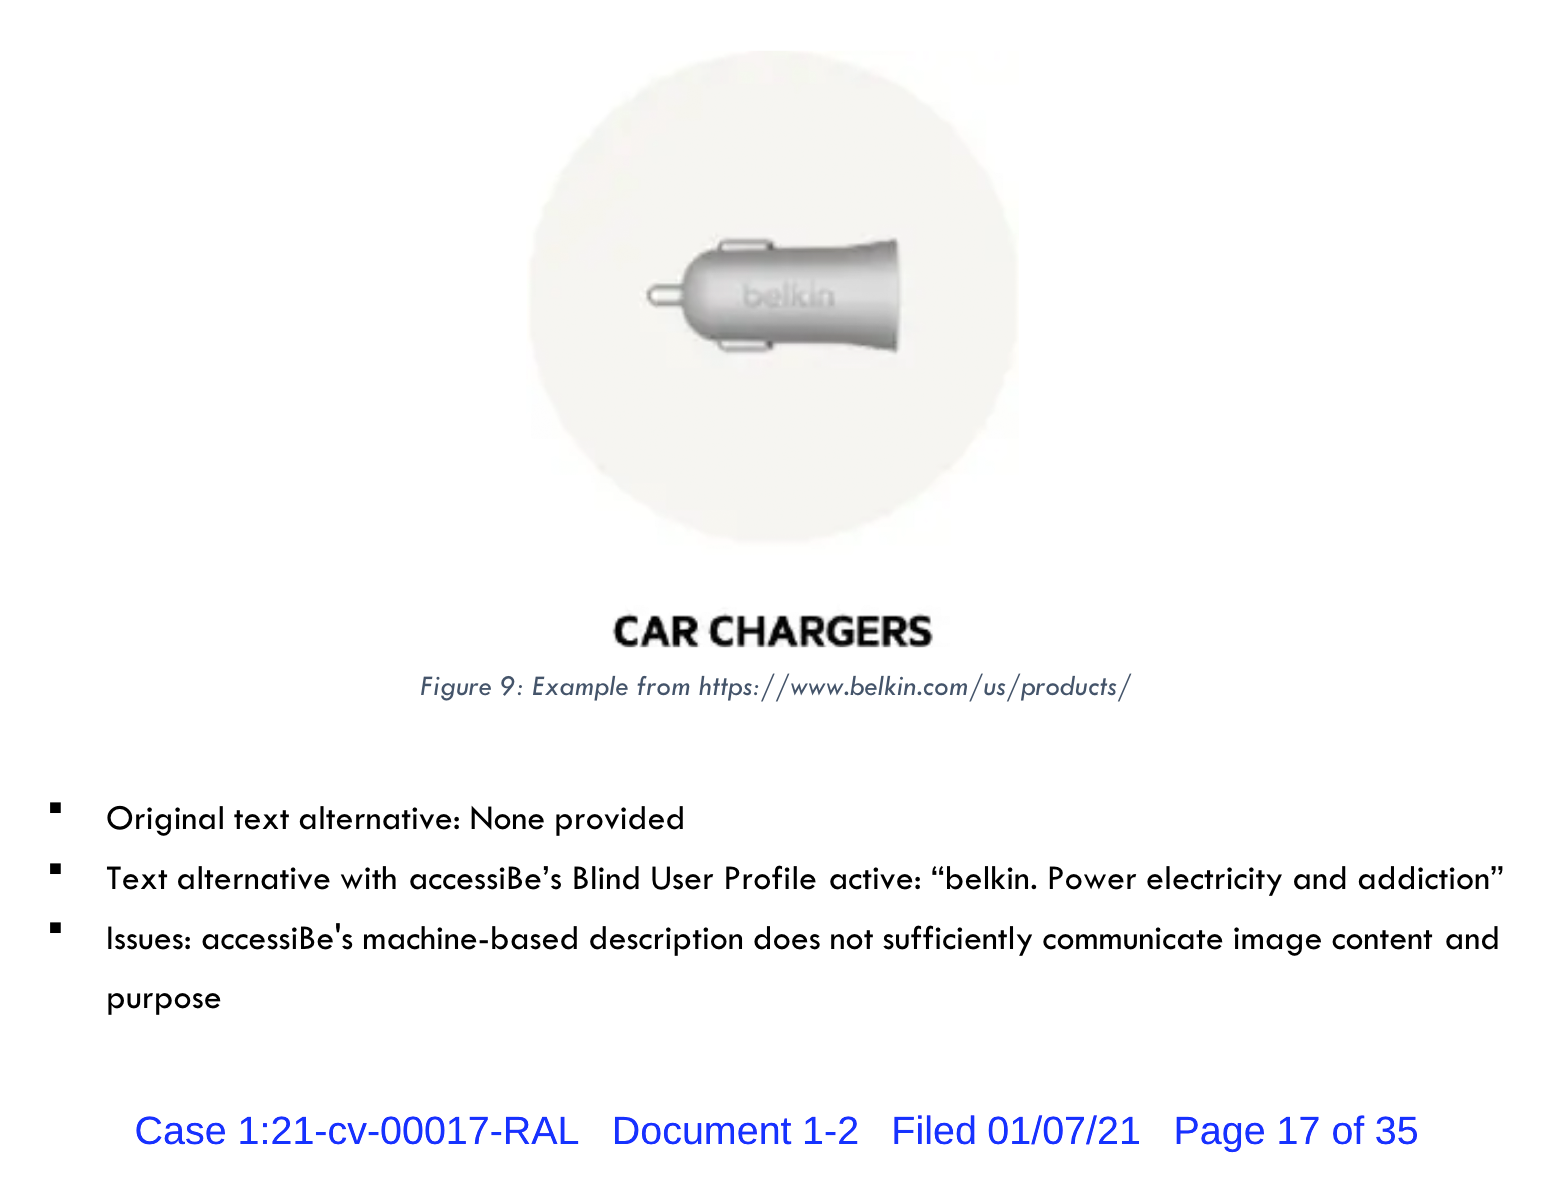 belkin
CAR CHARGERS
Figure 9: Example from https://www.belkin.com/us/products/
▪ Original text alternative: None provided
▪ Text alternative with accessiBe’s Blind User Profile active: “belkin. Power electricity and addiction”
▪ Issues: accessiBe's machine-based description does not sufficiently communicate image content and
purpose
Case 1:21-cv-00017-RAL Document 1-2 Filed 01/07/21 Page 17 of 35